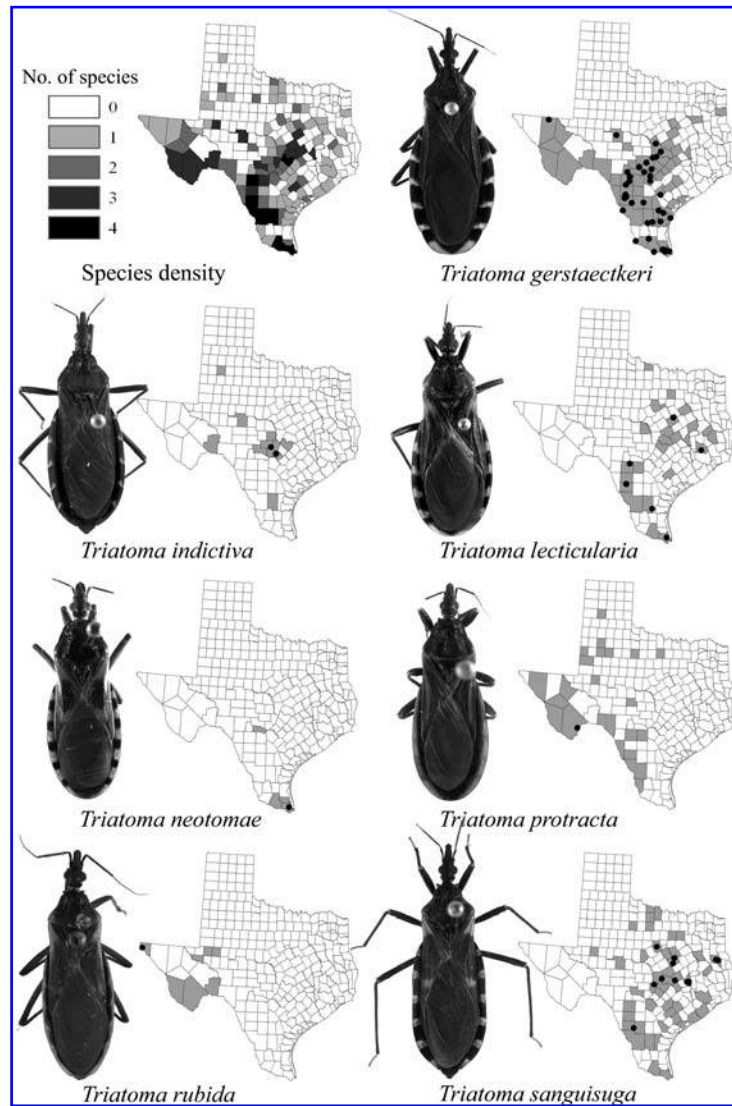 No. of species
0
1
2
3
4
Species density
Triatoma gerstaectkeri
Triatoma indictiva
Triatoma lecticularia
Triatoma neotomae
Triatoma protracta
Triatoma rubida
Triatoma sanguisuga